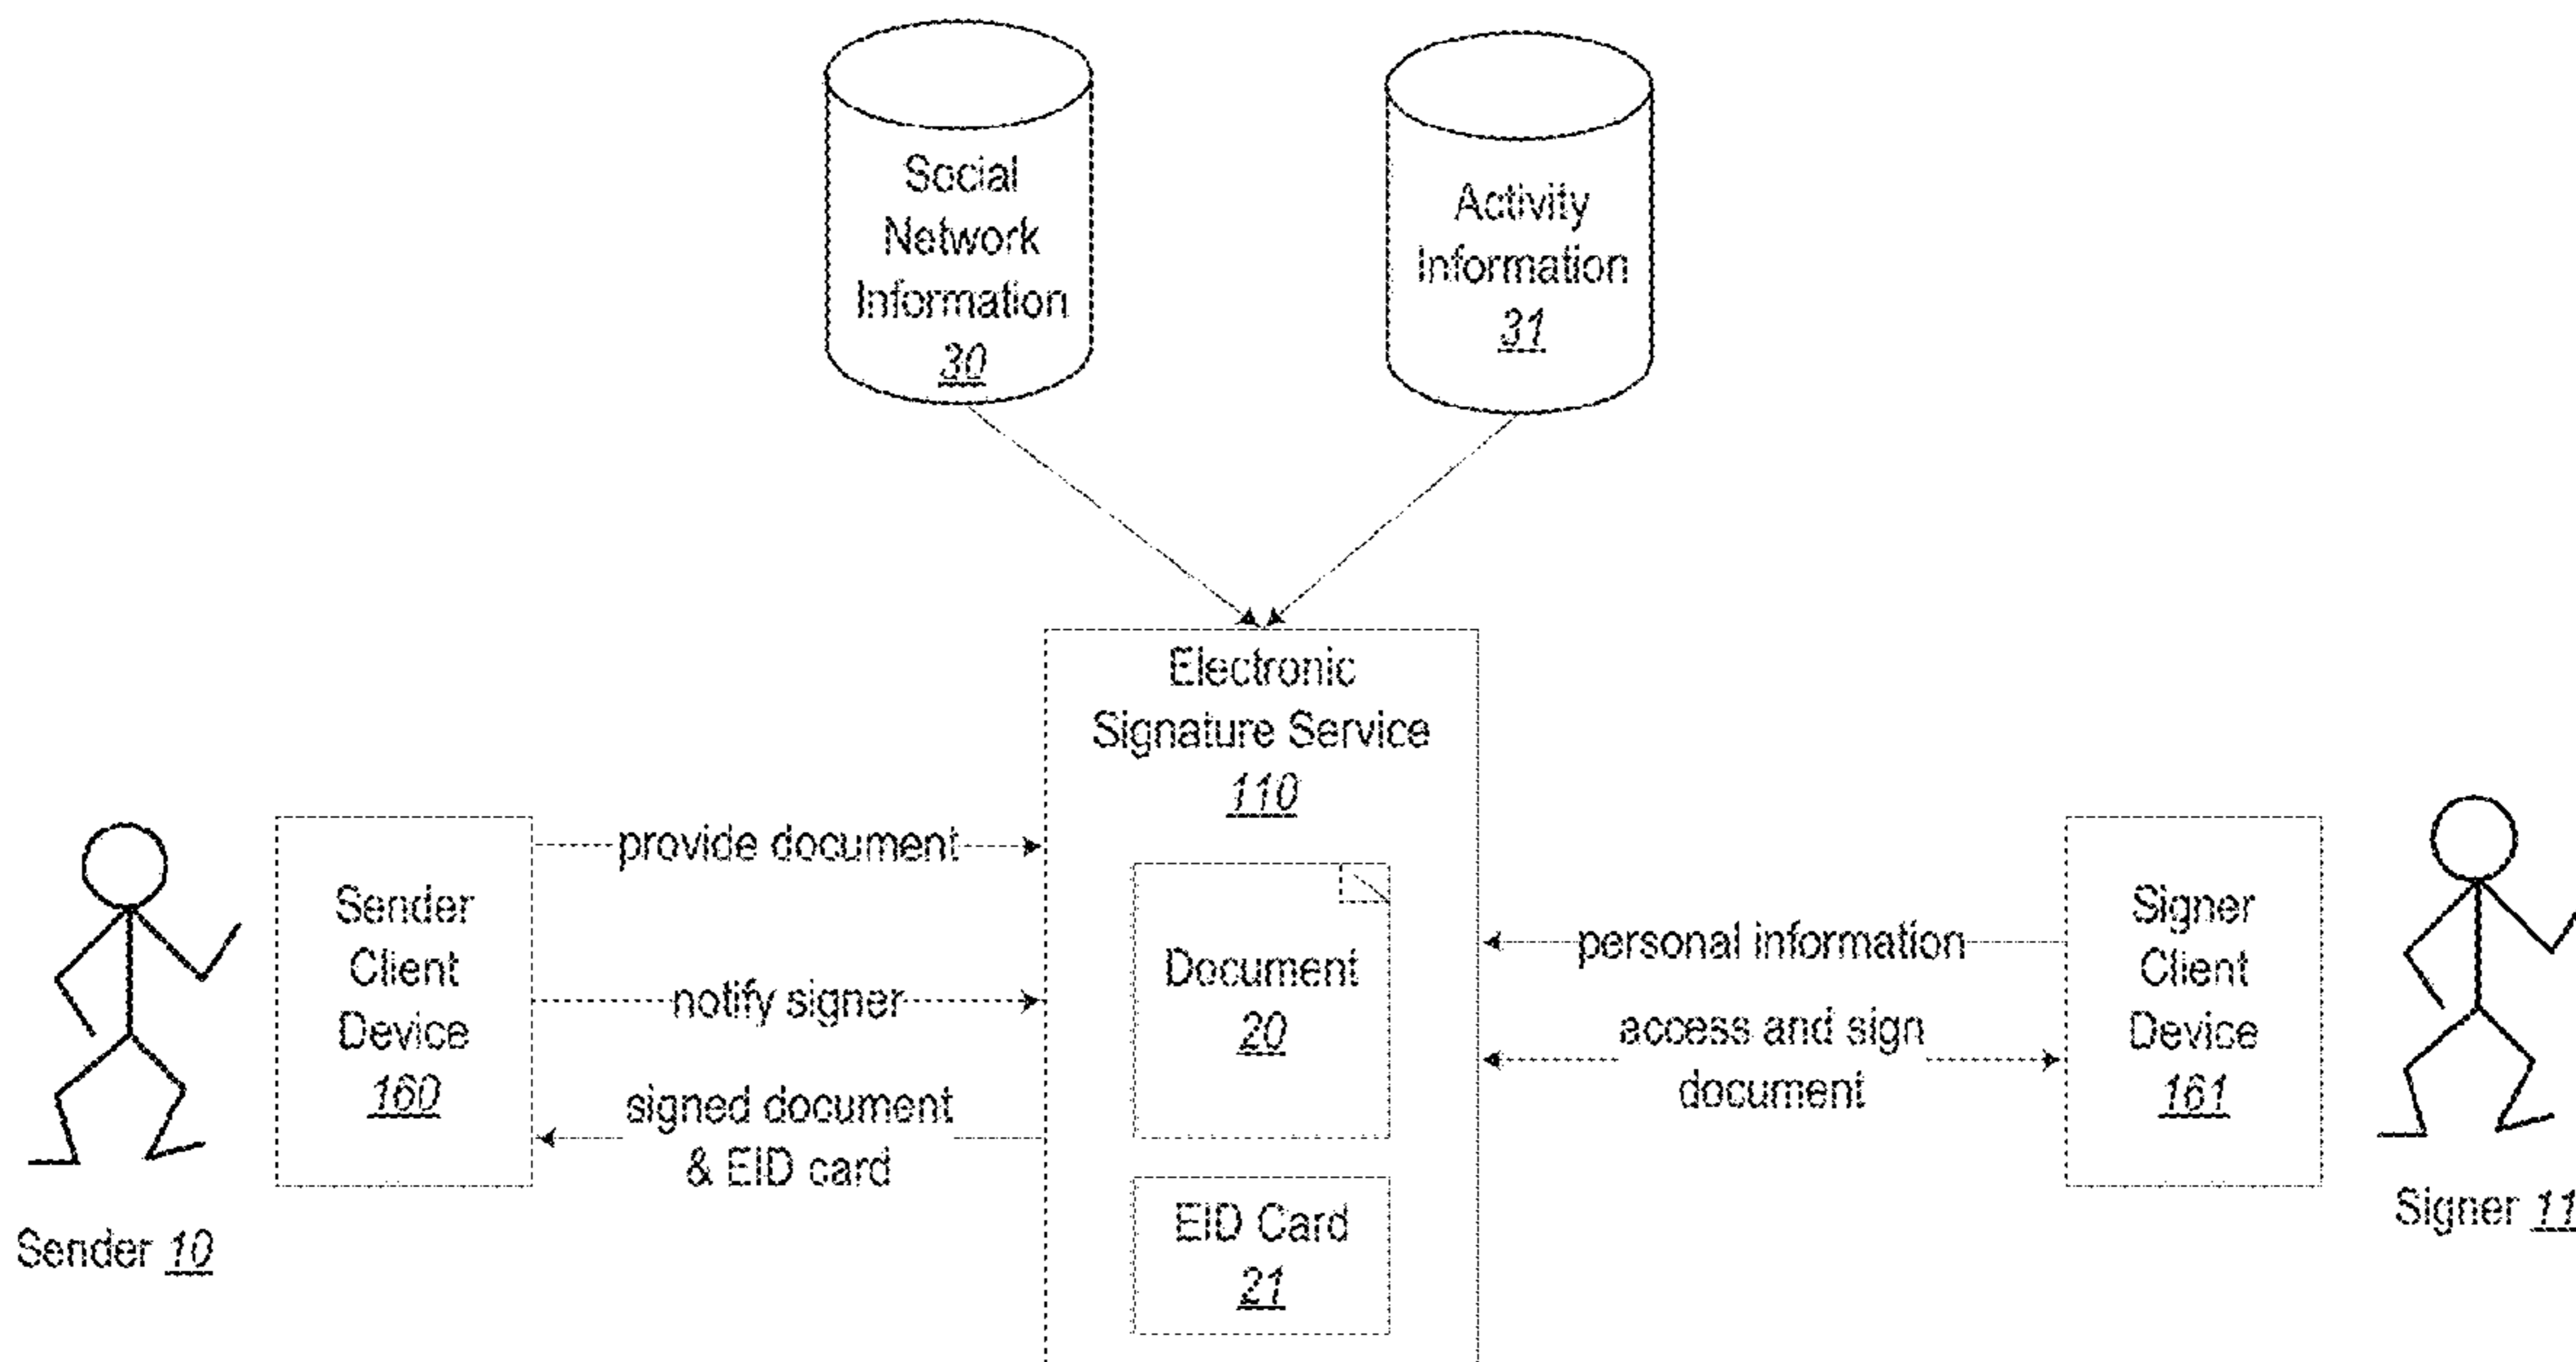 Social
Network
Information
30
Activity
Information
31
Electronic
Signature Service
110
provide document
Sender
Client
Device
160
notify signer
signed document
& EID card
Document
20
EID Card
21
personal information
access and sign
document
Signer
Client
Device
161
Sender 10
Signer 11